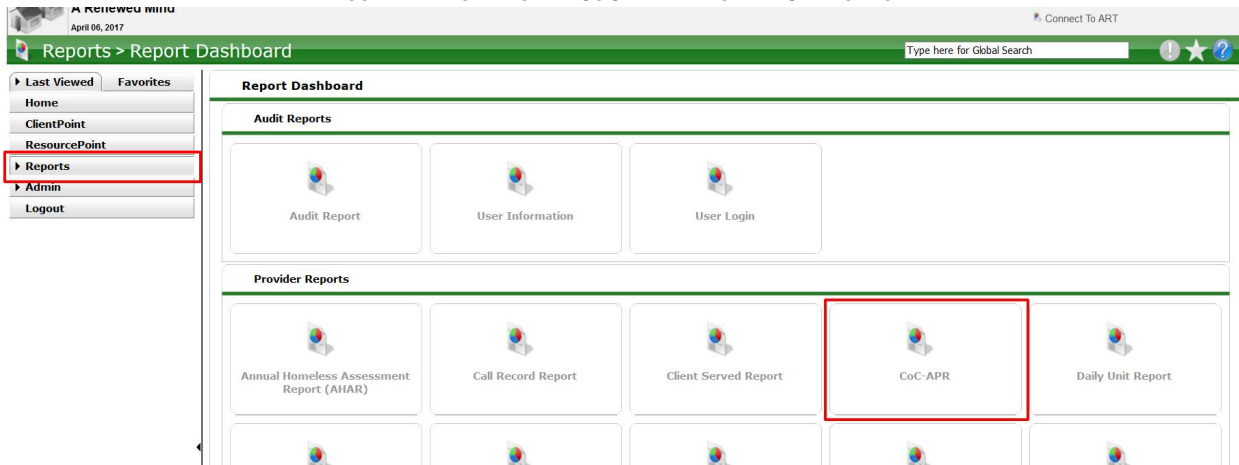 A Renewed Mind
April 06, 2017
Connect To ART
Reports > Report Dashboard
Type here for Global Search
Last Viewed Favorites
Home
ClientPoint
ResourcePoint
Reports
Admin
Logout
Report Dashboard
Audit Reports
Audit Report
User Information
User Login
Provider Reports
Annual Homeless Assessment
Report (AHAR)
Call Record Report
Client Served Report
CoC-APR
Daily Unit Report